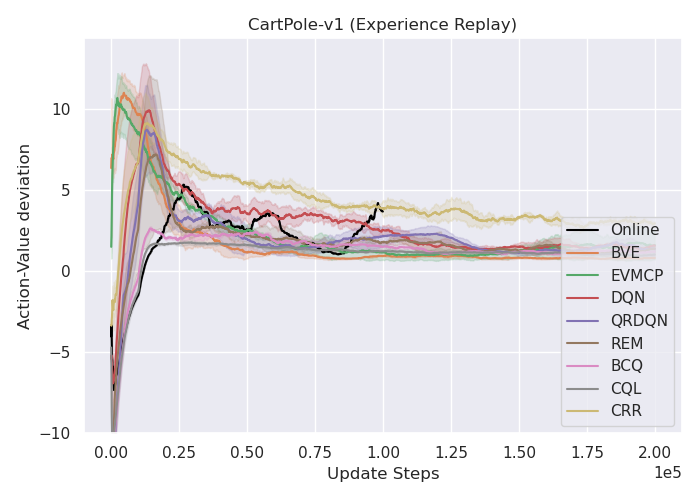 CartPole-v1 (Experience Replay)
Action-Value deviation
10
5
0
−5
−10
Online
BVE
EVMCP
DQN
QRDQN
REM
BCQ
CQL
CRR
0.00 0.25 0.50 0.75 1.00 1.25 1.50 1.75 2.00
Update Steps
1e5